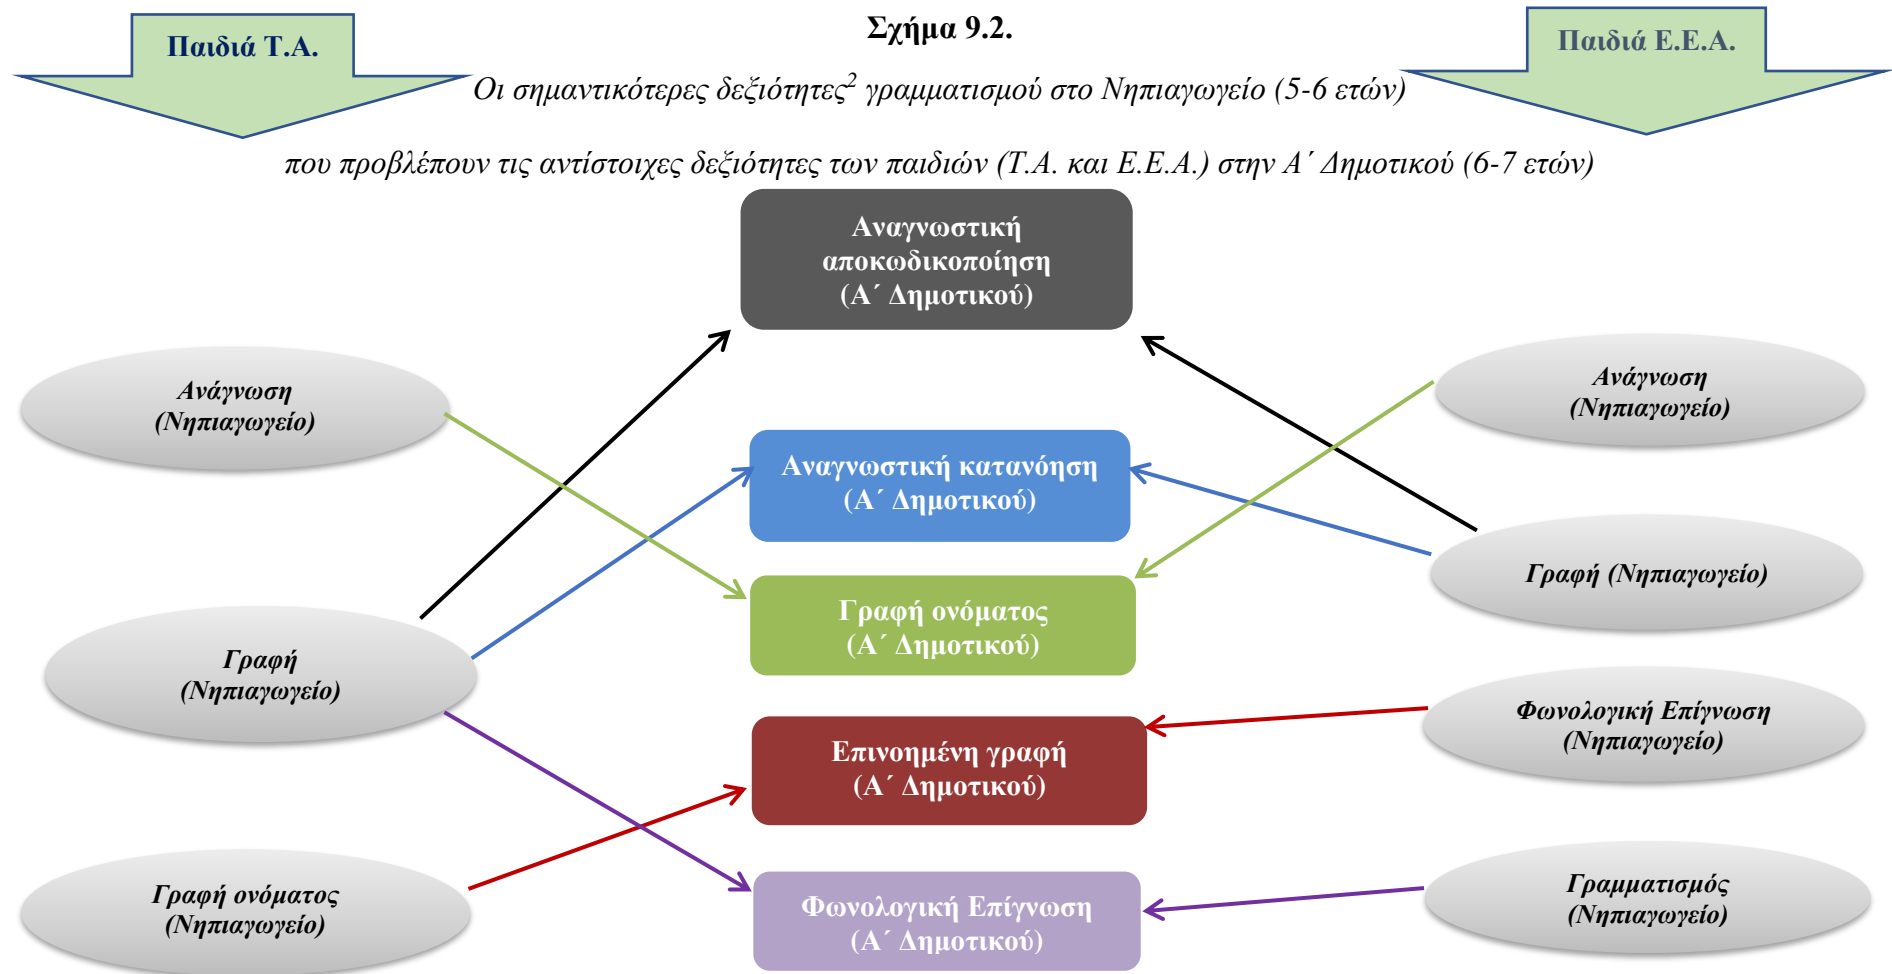 Παιδιά Τ.Α.
Σχήμα 9.2.
Παιδιά Ε.Ε.Α.
Οι σημαντικότερες δεξιότητες² γραμματισμού στο Νηπιαγωγείο (5-6 ετών)
που προβλέπουν τις αντίστοιχες δεξιότητες των παιδιών (Τ.Α. και Ε.Ε.Α.) στην Α΄ Δημοτικού (6-7 ετών)
Αναγνωστική
αποκωδικοποίηση
(Α΄ Δημοτικού)
Ανάγνωση
(Νηπιαγωγείο)
Ανάγνωση
(Νηπιαγωγείο)
Αναγνωστική κατανόηση
(Α΄ Δημοτικού)
Γραφή (Νηπιαγωγείο)
Γραφή ονόματος
(Α΄ Δημοτικού)
Γραφή
(Νηπιαγωγείο)
Φωνολογική Επίγνωση
(Νηπιαγωγείο)
Επινοημένη γραφή
(Α΄ Δημοτικού)
Γραφή ονόματος
(Νηπιαγωγείο)
Φωνολογική Επίγνωση
(Α΄ Δημοτικού)
Γραμματισμός
(Νηπιαγωγείο)